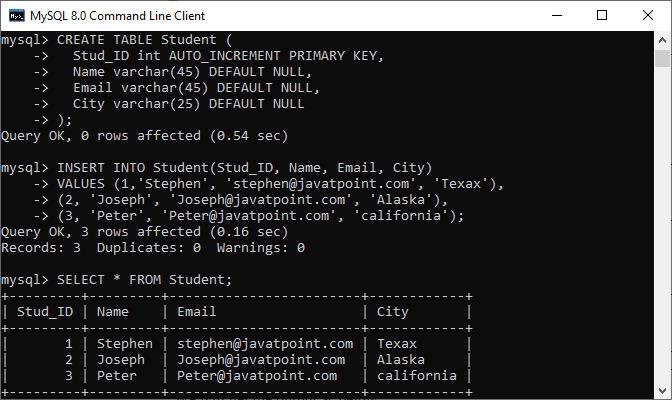 MySQL 8.0 Command Line Client
mysql> CREATE TABLE Student (
    ->   Stud_ID int AUTO_INCREMENT PRIMARY KEY,
    ->   Name varchar(45) DEFAULT NULL,
    ->   Email varchar(45) DEFAULT NULL,
    ->   City varchar(25) DEFAULT NULL
    -> );
Query OK, 0 rows affected (0.54 sec)
mysql> INSERT INTO Student(Stud_ID, Name, Email, City)
    -> VALUES (1,'Stephen', 'stephen@javatpoint.com', 'Texax'),
    -> (2, 'Joseph', 'Joseph@javatpoint.com', 'Alaska'),
    -> (3, 'Peter', 'Peter@javatpoint.com', 'california');
Query OK, 3 rows affected (0.16 sec)
Records: 3  Duplicates: 0  Warnings: 0
mysql> SELECT * FROM Student;
+---------+---------+------------------------+------------+
| Stud_ID | Name    | Email                  | City       |
+---------+---------+------------------------+------------+
|       1 | Stephen | stephen@javatpoint.com | Texax      |
|       2 | Joseph  | Joseph@javatpoint.com  | Alaska     |
|       3 | Peter   | Peter@javatpoint.com   | california |
+---------+---------+------------------------+------------+